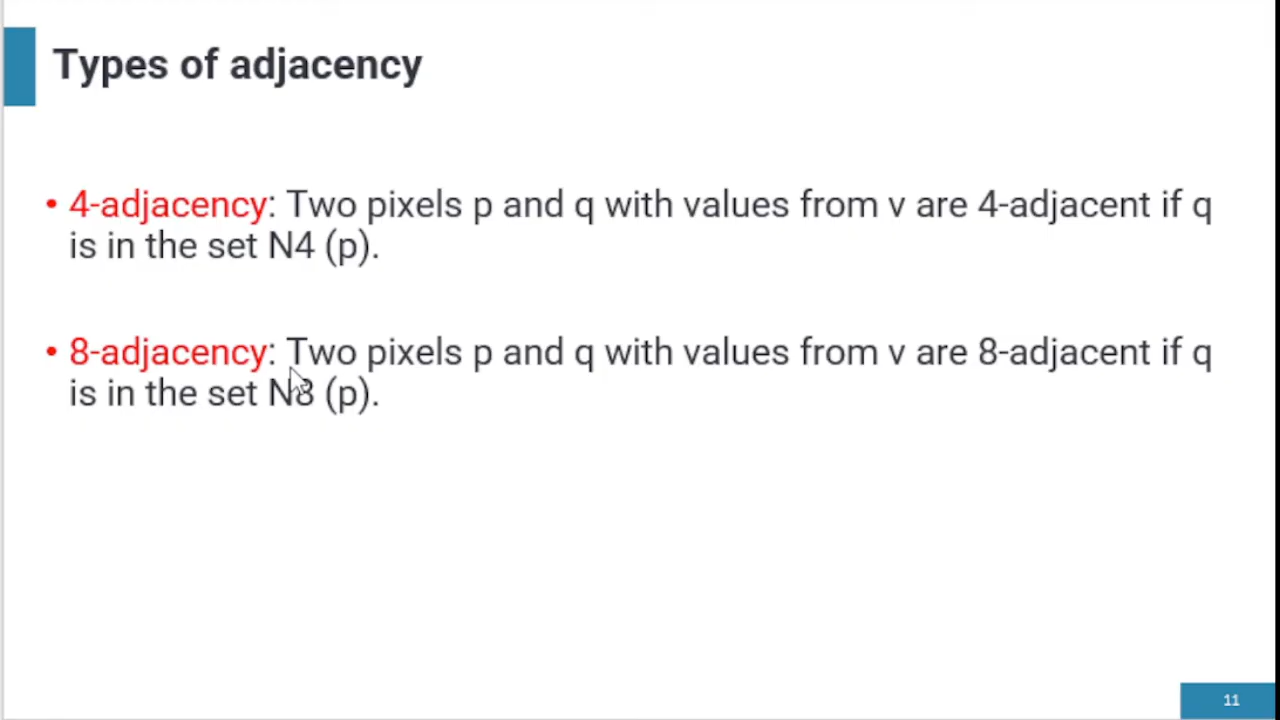 Types of adjacency
• 4-adjacency: Two pixels p and q with values from v are 4-adjacent if q
is in the set N4 (p).
• 8-adjacency: Two pixels p and q with values from v are 8-adjacent if q
is in the set N8 (p).
11